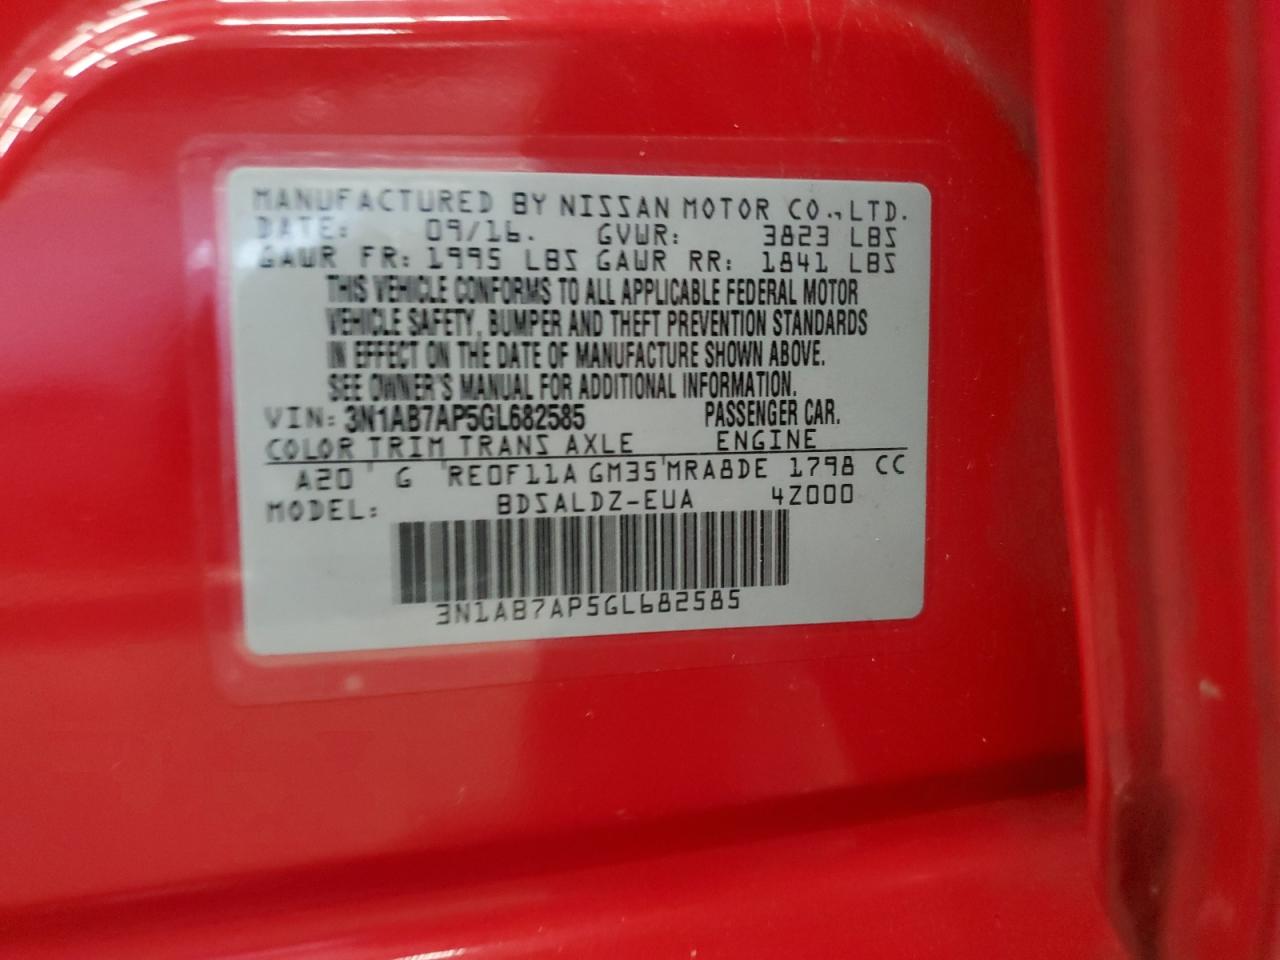 MANUFACTURED BY NISSAN MOTOR CO., LTD.
DATE: 09/16. GVWR: 3823 LBS
GAWR FR: 1995 LBS GAWR RR: 1841 LBS
THIS VEHICLE CONFORMS TO ALL APPLICABLE FEDERAL MOTOR
VEHICLE SAFETY, BUMPER AND THEFT PREVENTION STANDARDS
IN EFFECT ON THE DATE OF MANUFACTURE SHOWN ABOVE.
SEE OWNER'S MANUAL FOR ADDITIONAL INFORMATION.
VIN: 3N1AB7AP5GL682585 PASSENGER CAR.
COLOR TRIM TRANS AXLE ENGINE
A20 G RE0F11A GM35 MRA8DE 1798 CC
MODEL: BDSALDZ-EUA 4Z000
3N1AB7AP5GL682585